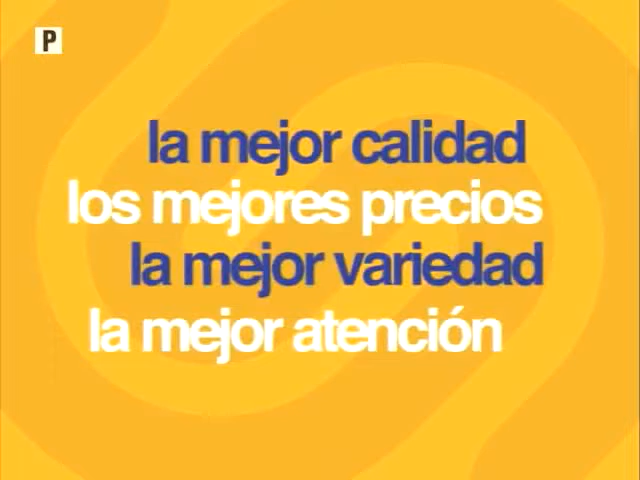 P
la mejor calidad
los mejores precios
la mejor variedad
la mejor atención